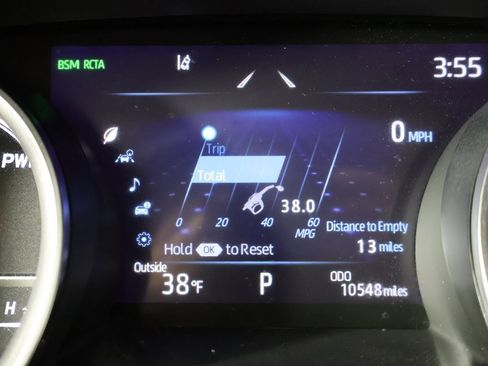 BSM RCTA
3:55
0 MPH
Trip
Total
38.0
0 20 40 60
MPG
Distance to Empty
13 miles
Hold OK to Reset
Outside
38°F
P
ODO
10548 miles
PW
H